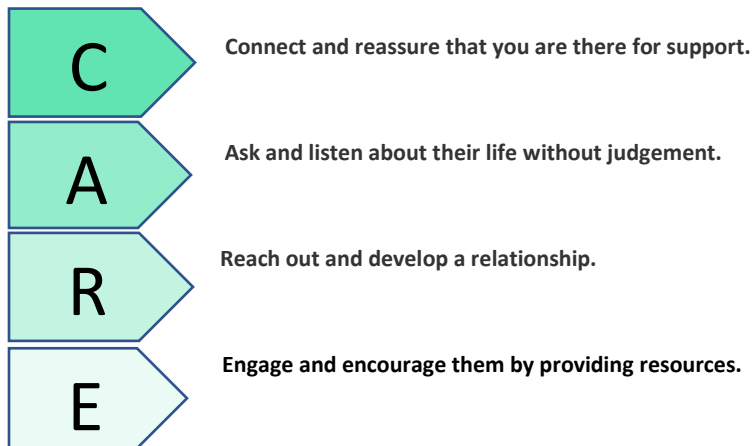 C
Connect and reassure that you are there for support.
A
Ask and listen about their life without judgement.
R
Reach out and develop a relationship.
E
Engage and encourage them by providing resources.